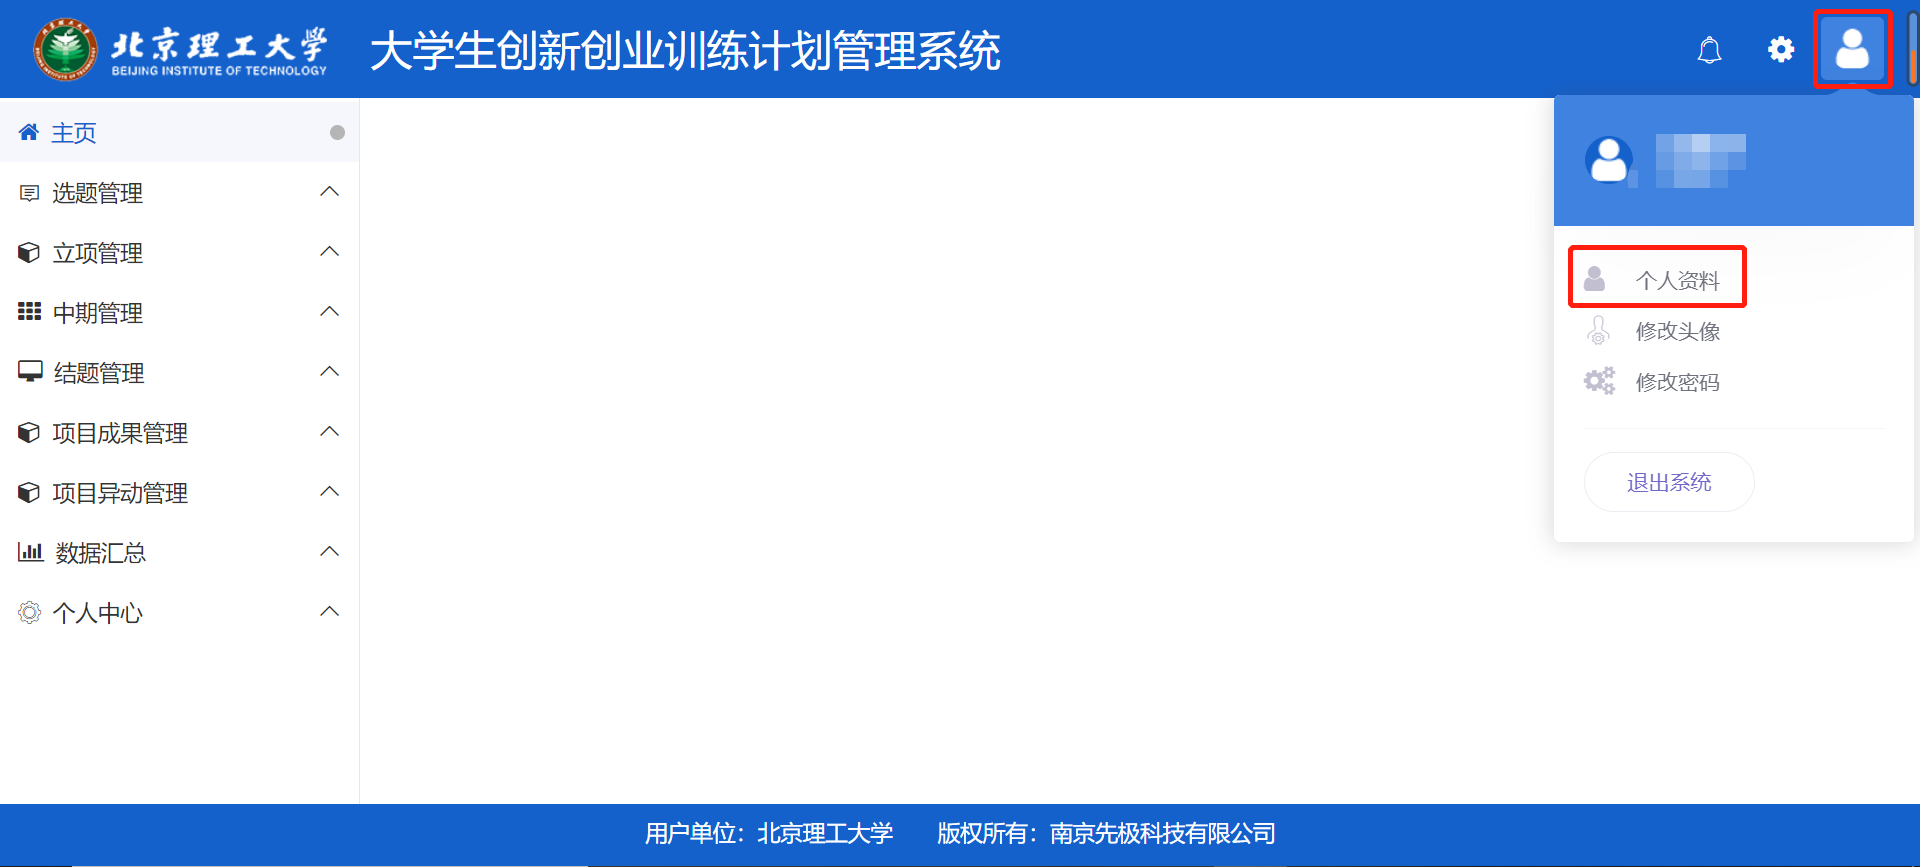 北京理工大学
BEIJING INSTITUTE OF TECHNOLOGY
大学生创新创业训练计划管理系统
主页
选题管理
立项管理
中期管理
结题管理
项目成果管理
项目异动管理
数据汇总
个人中心
个人资料
修改头像
修改密码
退出系统
用户单位：北京理工大学 版权所有：南京先极科技有限公司